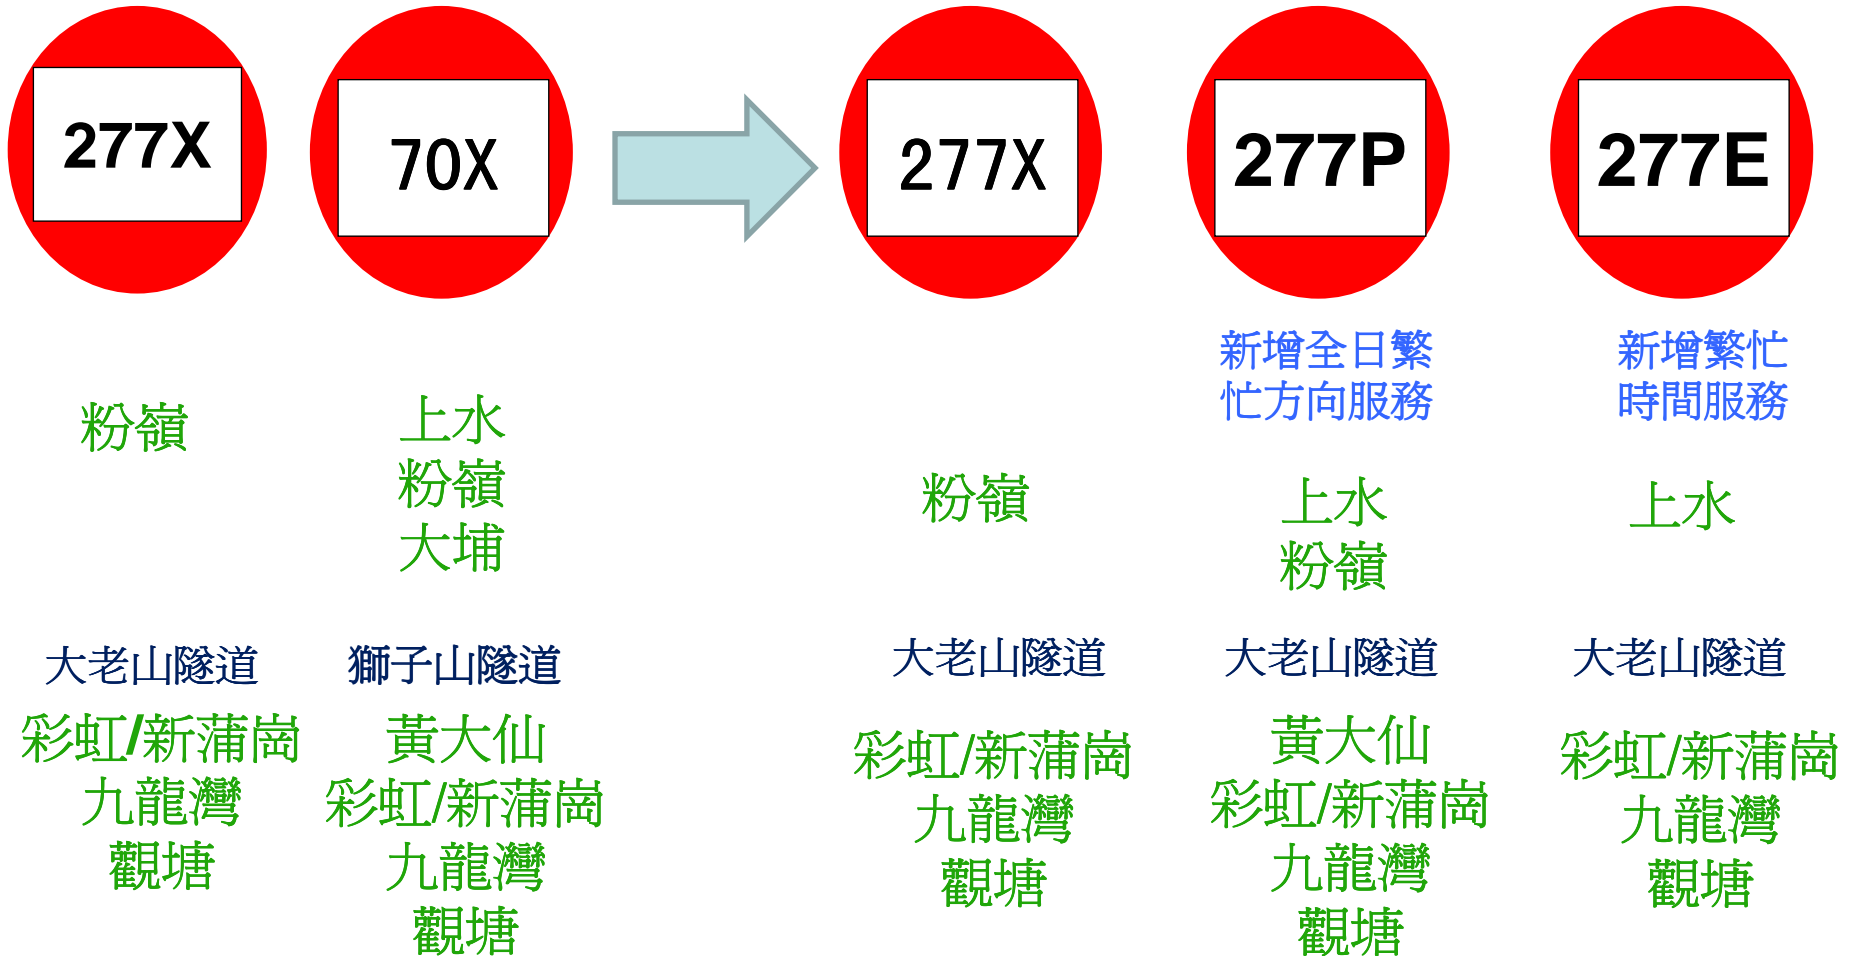 277X
粉嶺
大老山隧道
彩虹/新蒲崗
九龍灣
觀塘
70X
上水
粉嶺
大埔
獅子山隧道
黃大仙
彩虹/新蒲崗
九龍灣
觀塘
277X
粉嶺
大老山隧道
彩虹/新蒲崗
九龍灣
觀塘
277P
新增全日繁
忙方向服務
上水
粉嶺
大老山隧道
黃大仙
彩虹/新蒲崗
九龍灣
觀塘
277E
新增繁忙
時間服務
上水
大老山隧道
彩虹/新蒲崗
九龍灣
觀塘